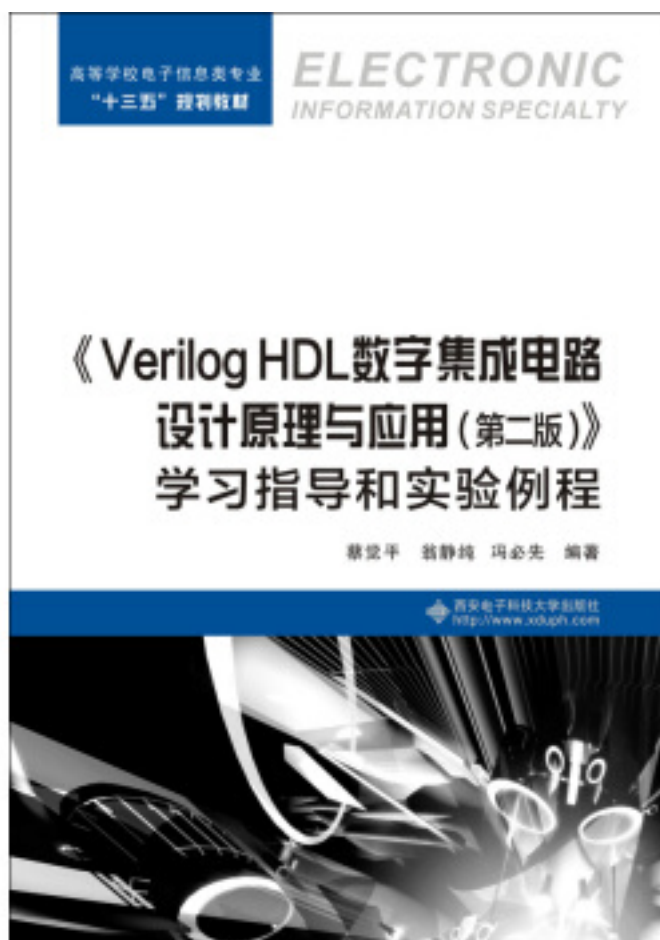 高等学校电子信息类专业
“十三五”规划教材
ELECTRONIC
INFORMATION SPECIALTY
《Verilog HDL数字集成电路
设计原理与应用(第二版)》
学习指导和实验例程
蔡觉平 翁静纯 冯必先 编著
西安电子科技大学出版社
http://www.xduph.com